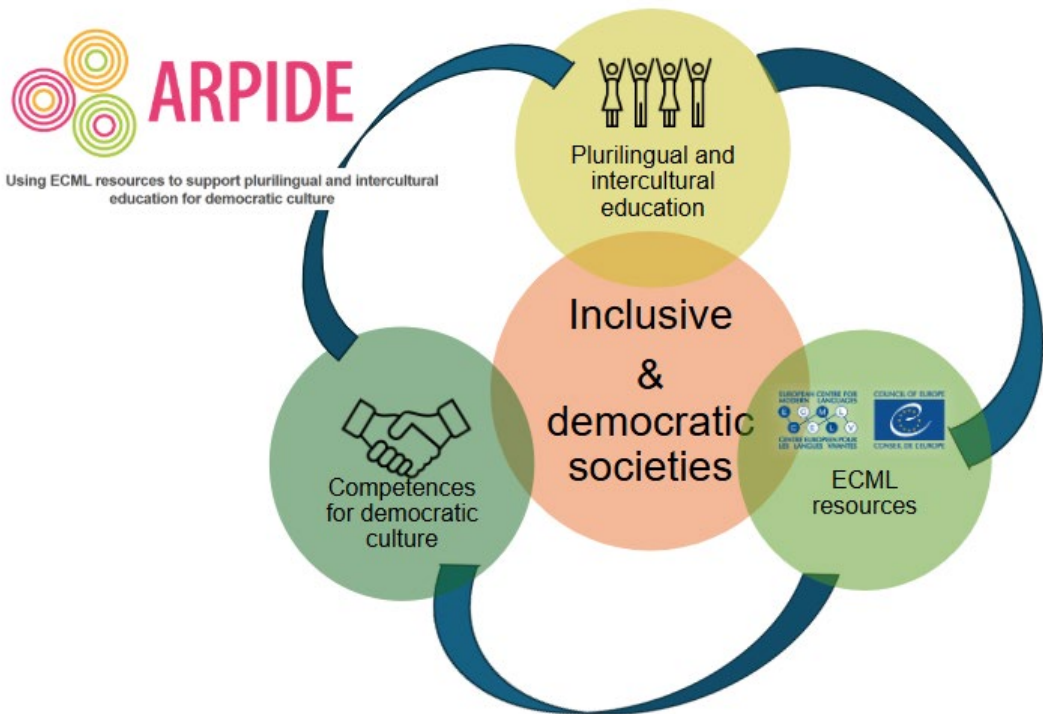 ARPIDE
Using ECML resources to support plurilingual and intercultural
education for democratic culture
Plurilingual and
intercultural
education
Inclusive
&
democratic
societies
Competences
for democratic
culture
EUROPEAN CENTRE FOR
MODERN LANGUAGES
E C M L
C E L V
CENTRE EUROPEEN POUR
LES LANGUES VIVANTES
COUNCIL OF EUROPE
CONSEIL DE L'EUROPE
ECML
resources